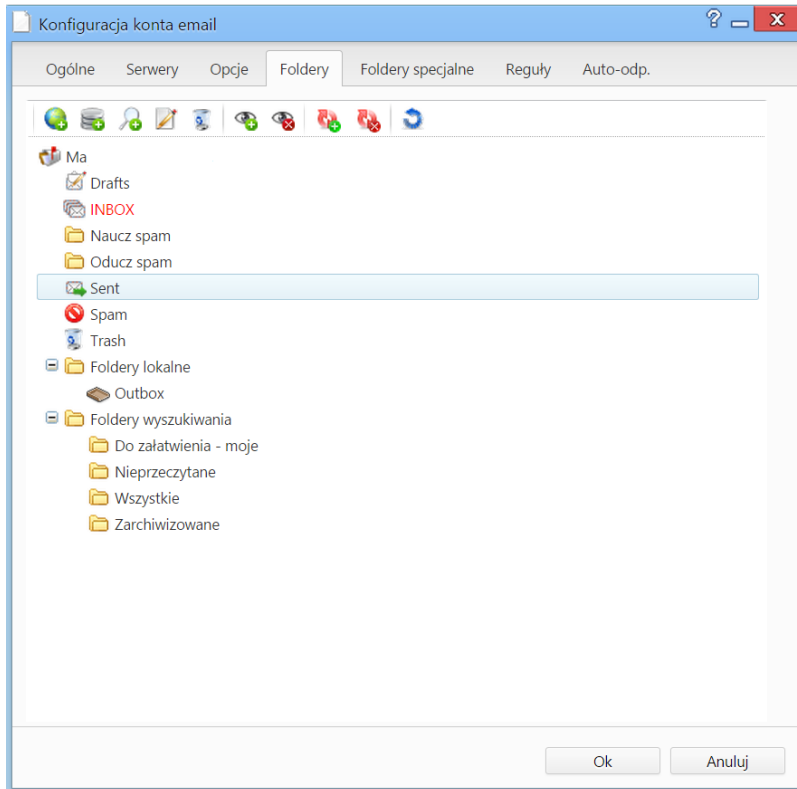 Konfiguracja konta email
Ogólne Serwery Opcje Foldery Foldery specjalne Reguły Auto-odp.
Ma
Drafts
INBOX
Naucz spam
Oducz spam
Sent
Spam
Trash
Foldery lokalne
Outbox
Foldery wyszukiwania
Do załatwienia - moje
Nieprzeczytane
Wszystkie
Zarchiwizowane
Ok Anuluj